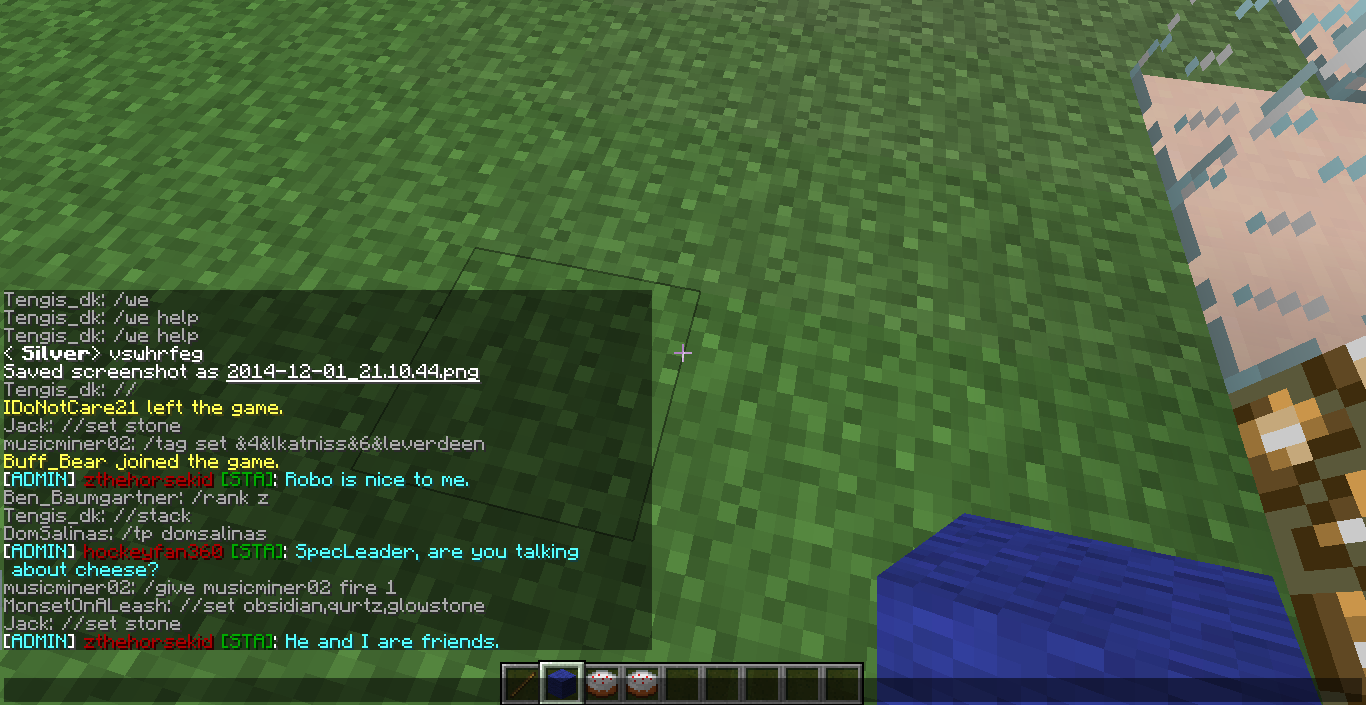 Tengis_dk: /we
Tengis_dk: /we help
Tengis_dk: /we help
< Silver> vswhrfeg
Saved screenshot as 2014-12-01_21.10.44.png
Tengis_dk: //
IDoNotCare21 left the game.
Jack: //set stone
musicminer02: /tag set &4&lkatniss&6&leverdeen
Buff_Bear joined the game.
[ADMIN] zthehorsekid [STA]: Robo is nice to me.
Ben_Baumgartner: /rank z
Tengis_dk: //stack
DomSalinas: /tp domsalinas
[ADMIN] hockeyfan360 [STA]: SpecLeader, are you talking
about cheese?
musicminer02: /give musicminer02 fire 1
MonsetOnALeash: //set obsidian,qurtz,glowstone
Jack: //set stone
[ADMIN] zthehorsekid [STA]: He and I are friends.